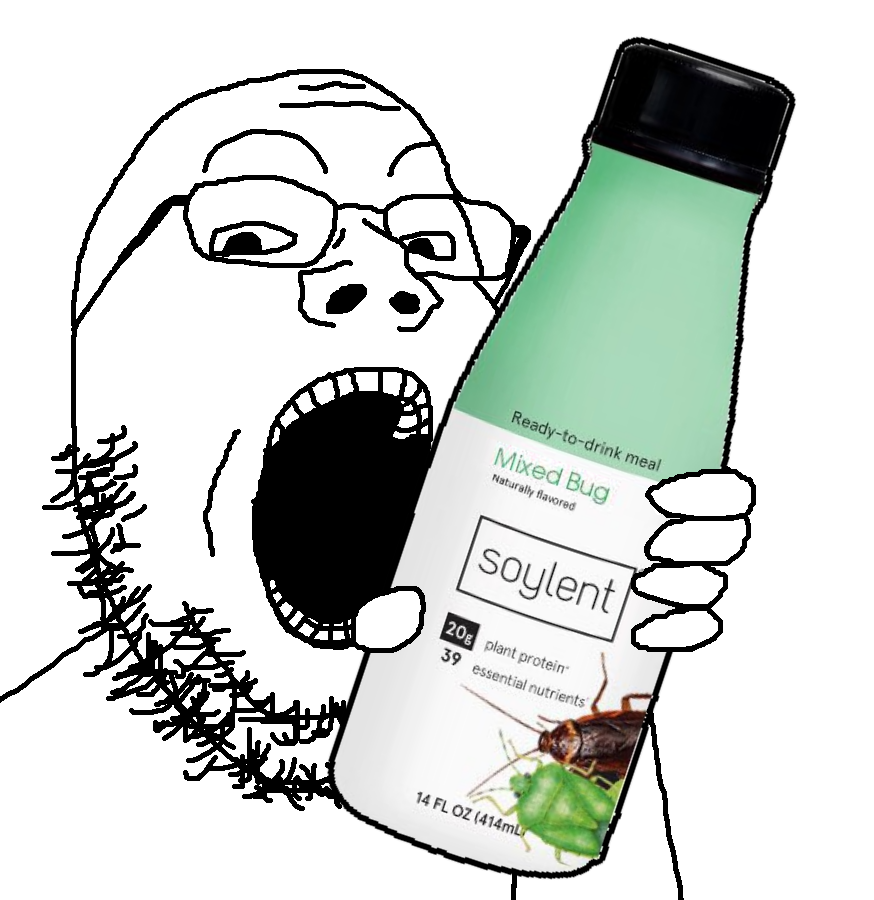 Ready-to-drink meal
Mixed Bug
Naturally flavored
soylent
20g plant protein*
39 essential nutrients*
14 FL OZ (414mL